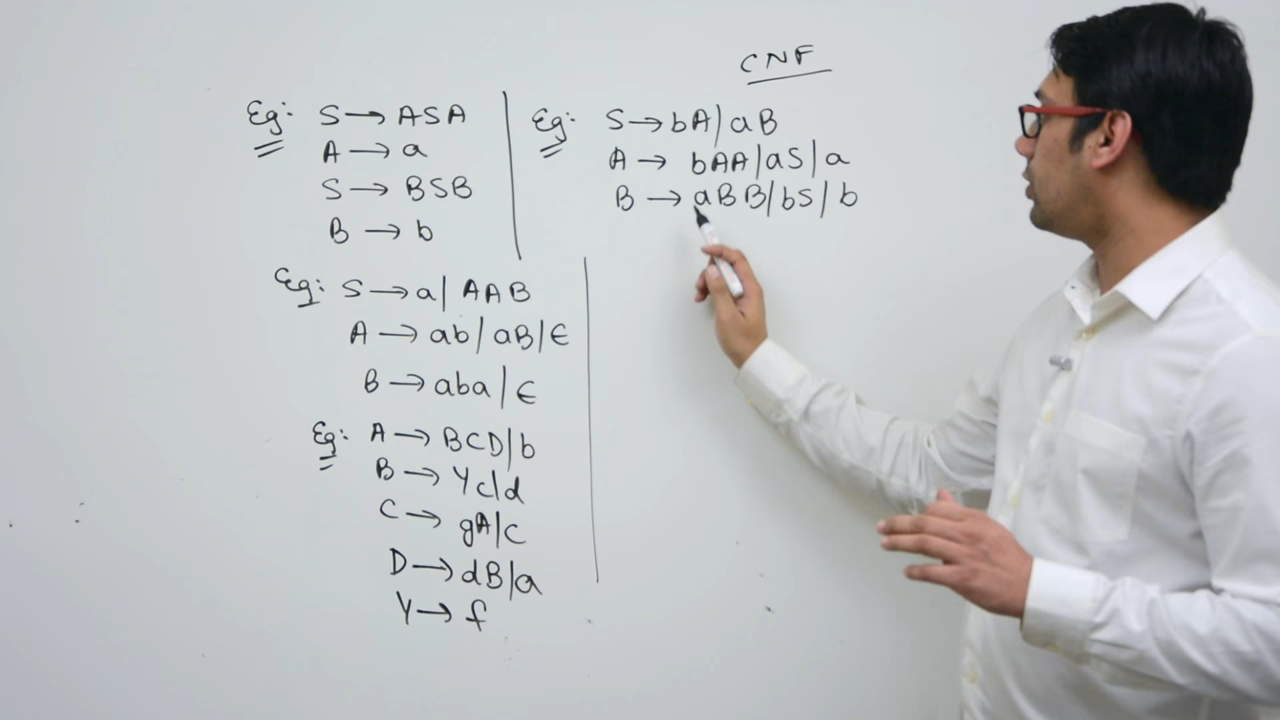 CNF
Eg: S → ASA
A → a
S → BSB
B → b
Eg: S → bA | aB
A → bAA | aS | a
B → aBB | bS | b
Eg: S → a | AAB
A → ab | aB | ∈
B → aba | ∈
Eg: A → BCD | b
B → Yc | d
C → gA | c
D → dB | a
Y → f